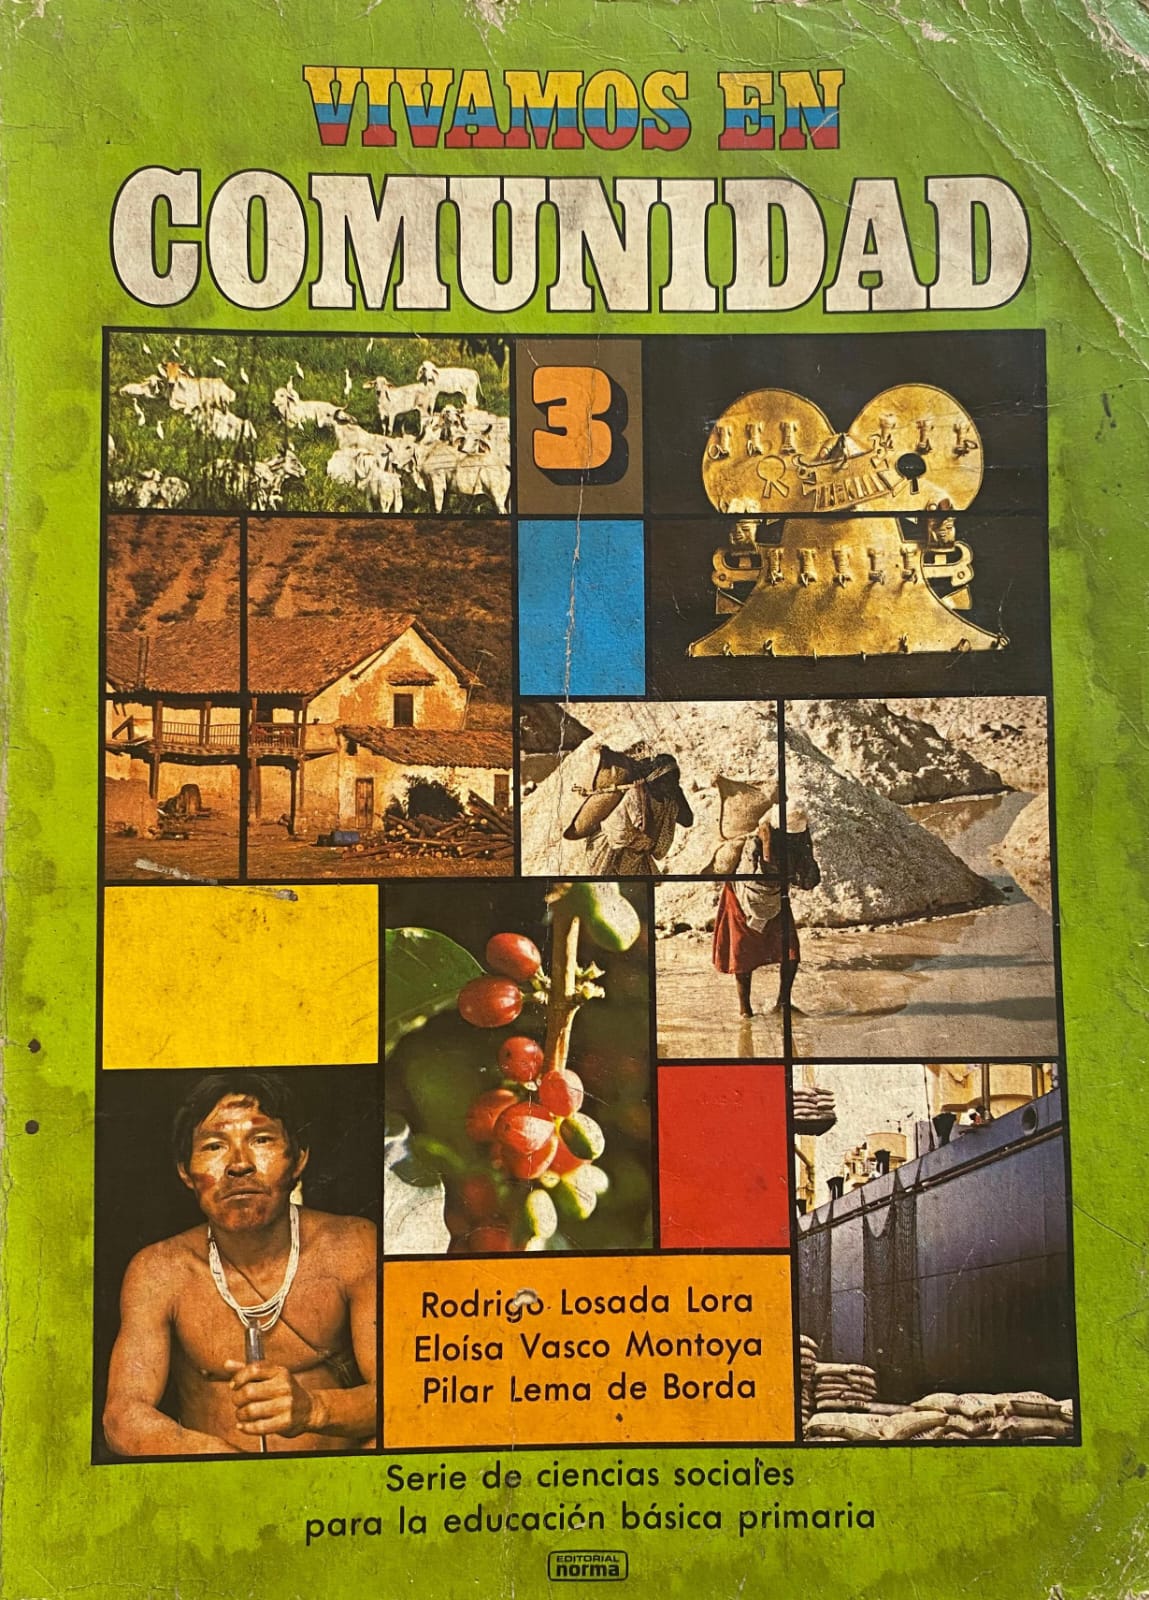 VIVAMOS EN
COMUNIDAD
3
Rodrigo Losada Lora
Eloísa Vasco Montoya
Pilar Lema de Borda
Serie de ciencias sociales
para la educación básica primaria
EDITORIAL
norma